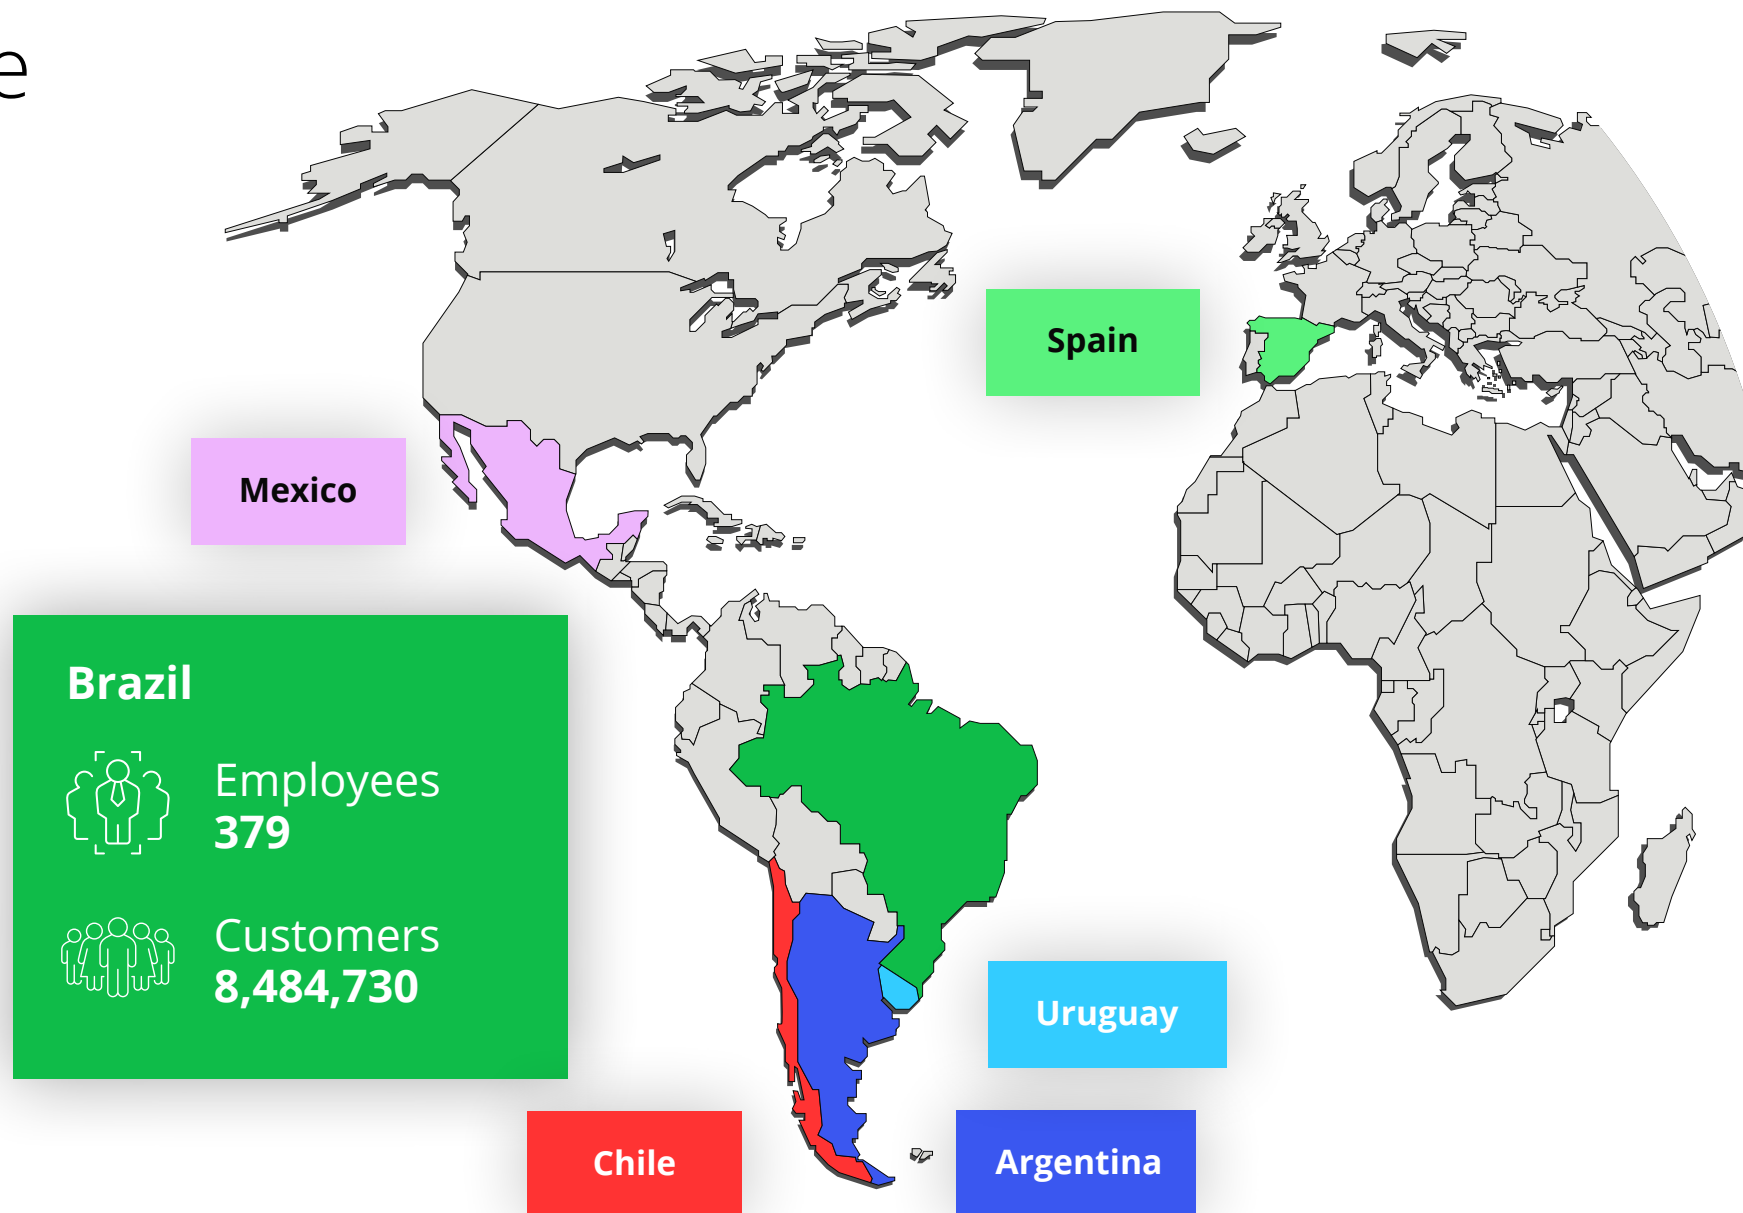 e
Spain
Mexico
Brazil
Employees
379
Customers
8,484,730
Uruguay
Chile
Argentina